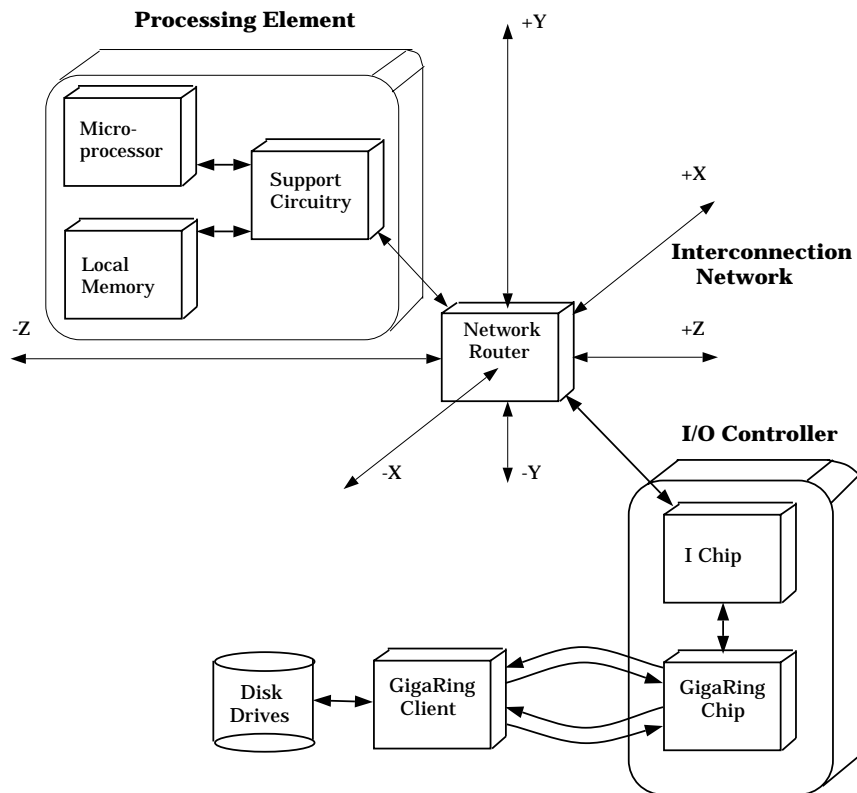 Processing Element
+Y
Micro-
processor
Support
Circuitry
+X
Local
Memory
Interconnection
Network
-Z
Network
Router
+Z
-X
-Y
I/O Controller
I Chip
Disk
Drives
GigaRing
Client
GigaRing
Chip